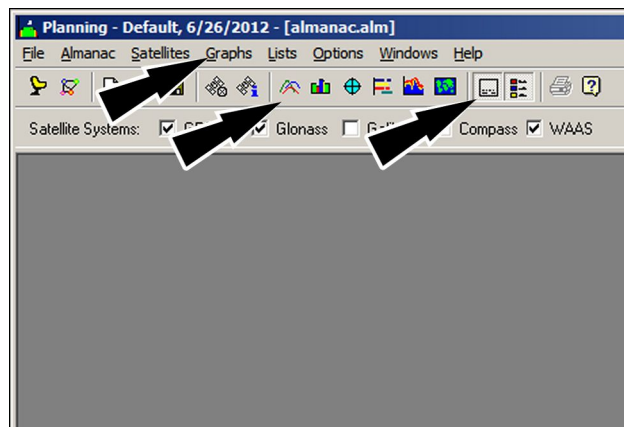 Planning - Default, 6/26/2012 - [almanac.alm]
File Almanac Satellites Graphs Lists Options Windows Help
Satellite Systems: Glonass Compass WAAS